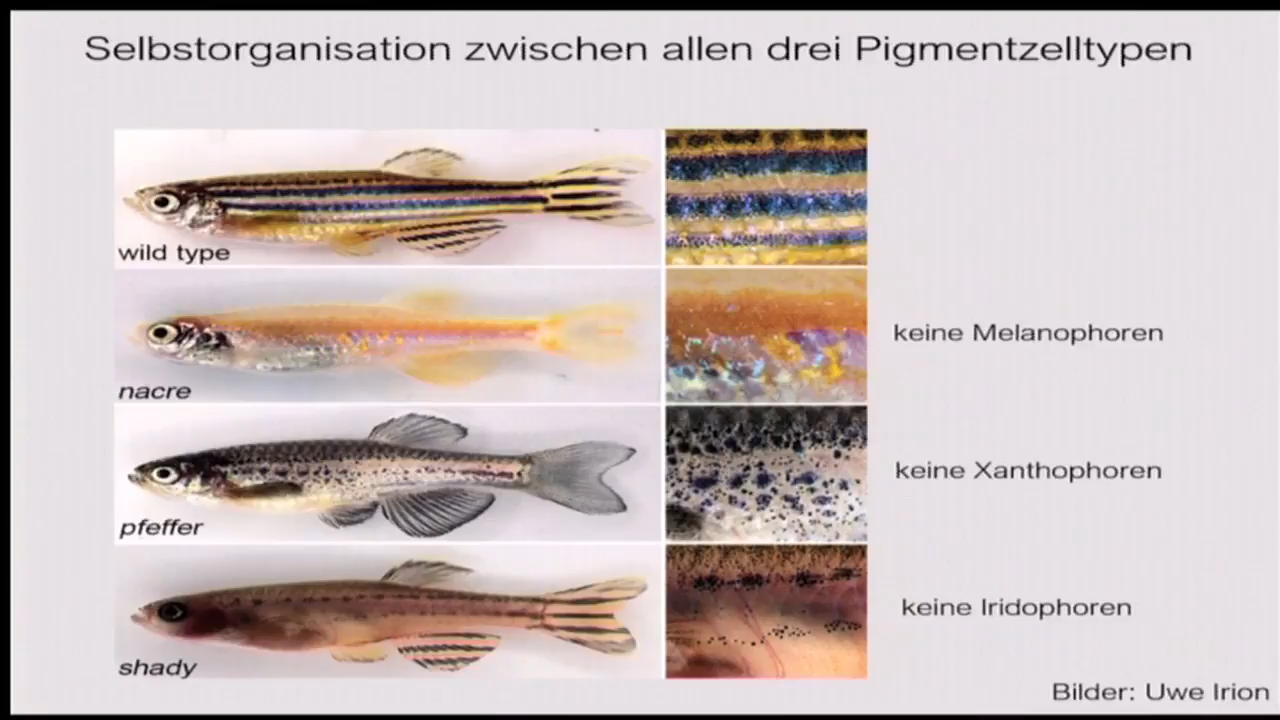 Selbstorganisation zwischen allen drei Pigmentzelltypen
wild type
nacre
keine Melanophoren
pfeffer
keine Xanthophoren
shady
keine Iridophoren
Bilder: Uwe Irion